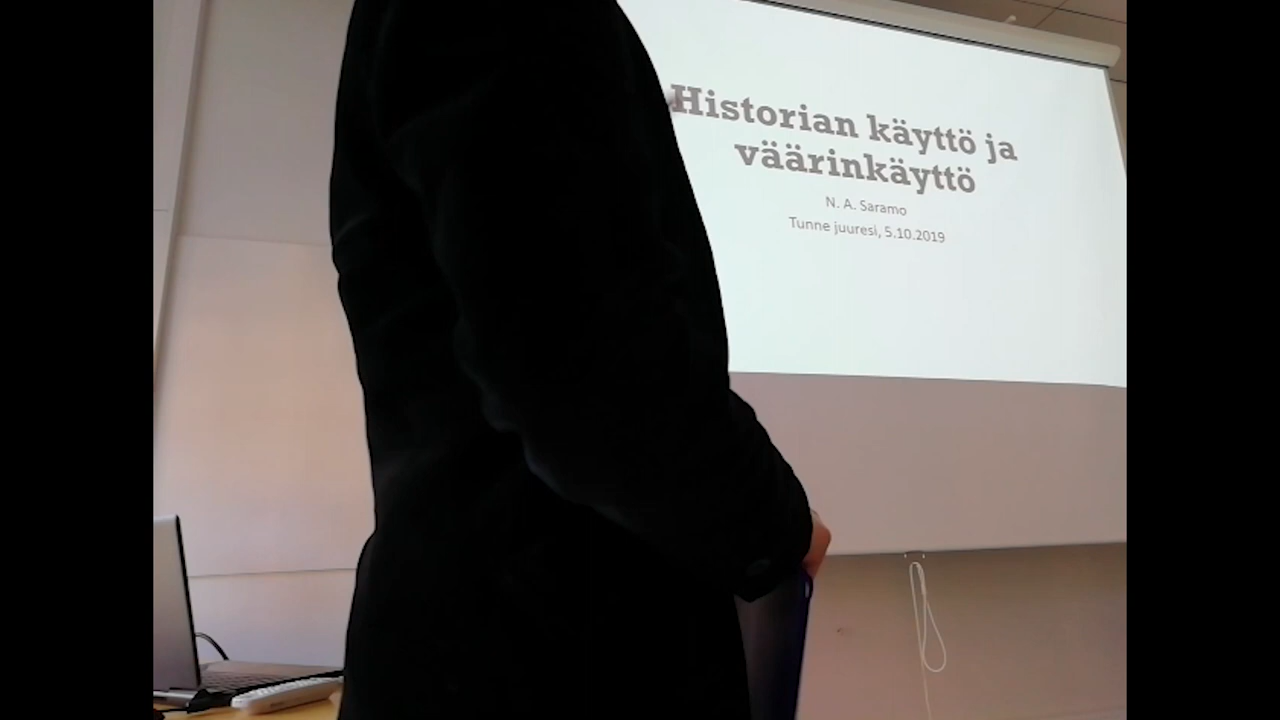 Historian käyttö ja
väärinkäyttö
N. A. Saramo
Tunne juuresi, 5.10.2019